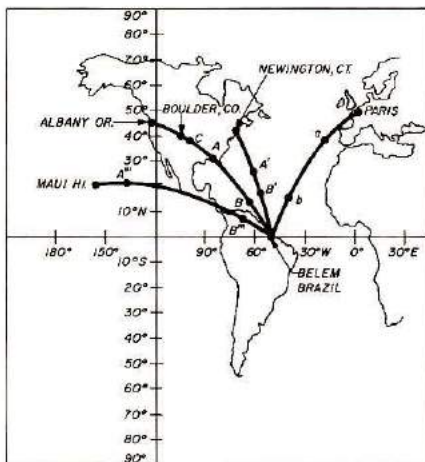 90°
80°
70°
60°
50°
40°
30°
20°
10°N
10°S
20°
30°
40°
50°
60°
70°
80°
90°
180°
150°
90°
60°
30°W
0°
30°E
NEWINGTON, CT.
BOULDER, CO.
ALBANY OR.
MAUI HI.
PARIS
BELEM
BRAZIL
C
A
B
A'
B'
A'''
B'''
a
b